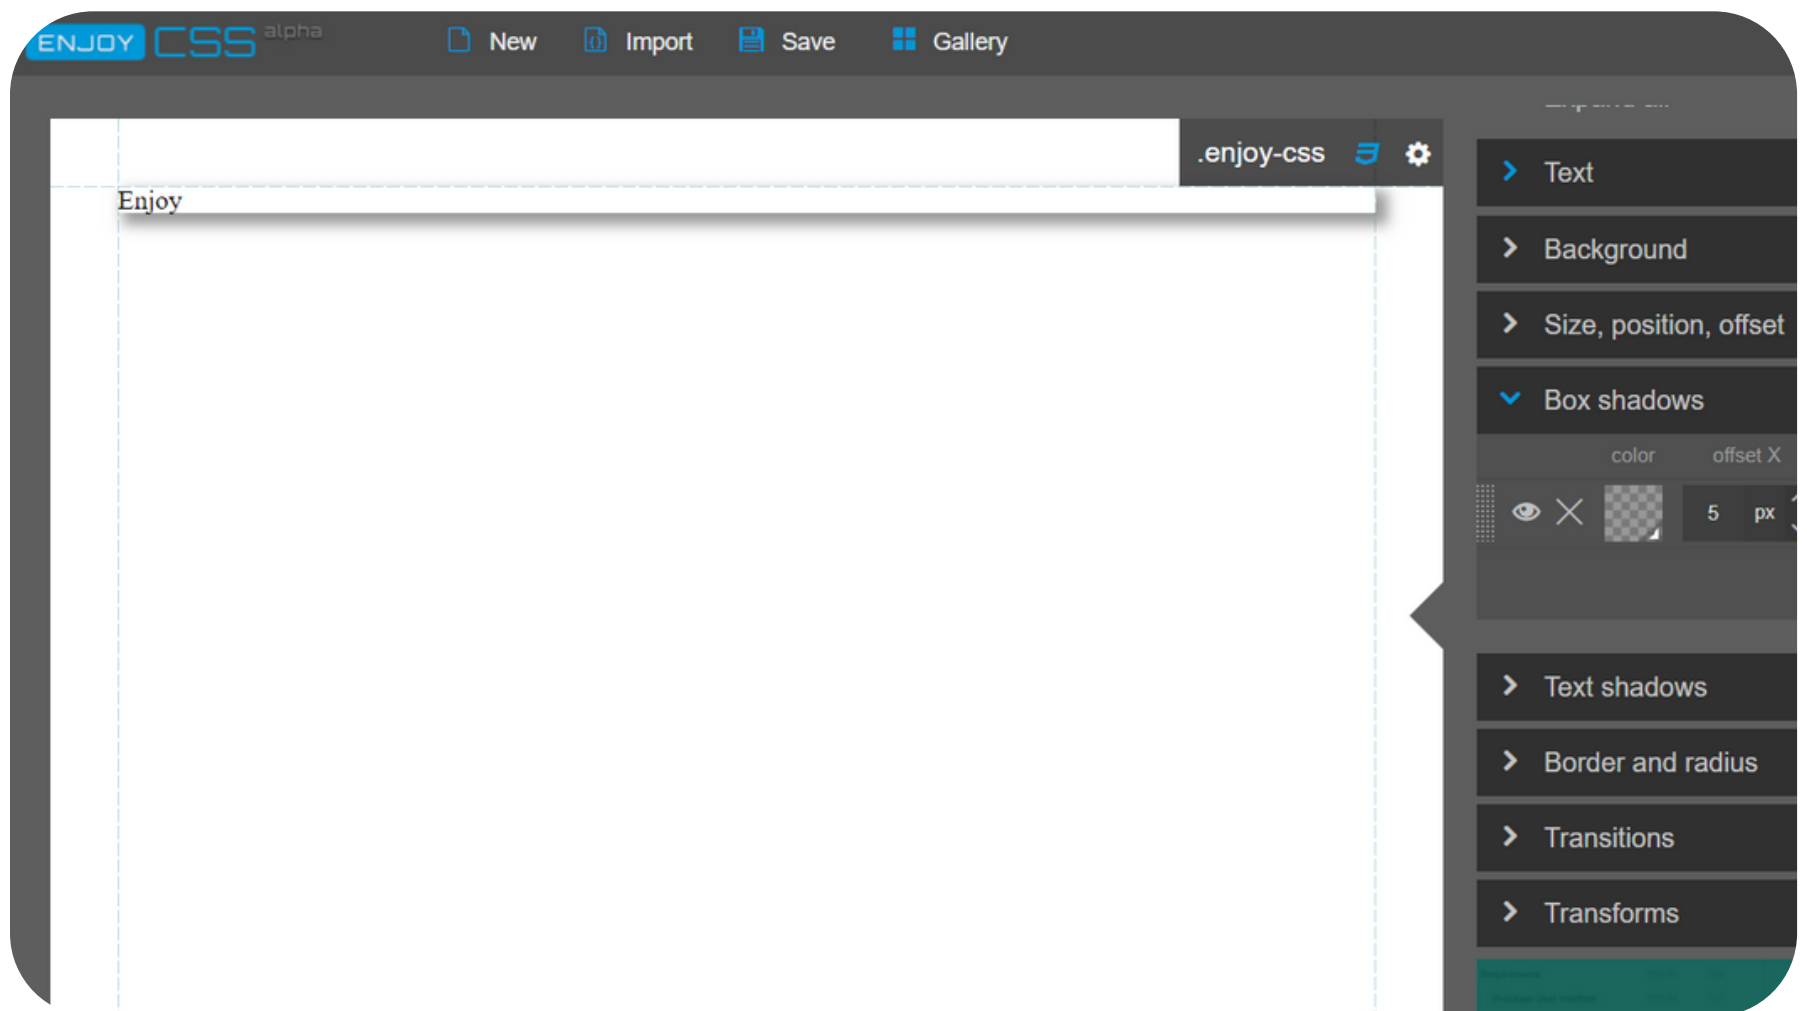 ENJOY CSS alpha
New Import Save Gallery
.enjoy-css
Enjoy
Text
Background
Size, position, offset
Box shadows
color offset X
5 px
Text shadows
Border and radius
Transitions
Transforms